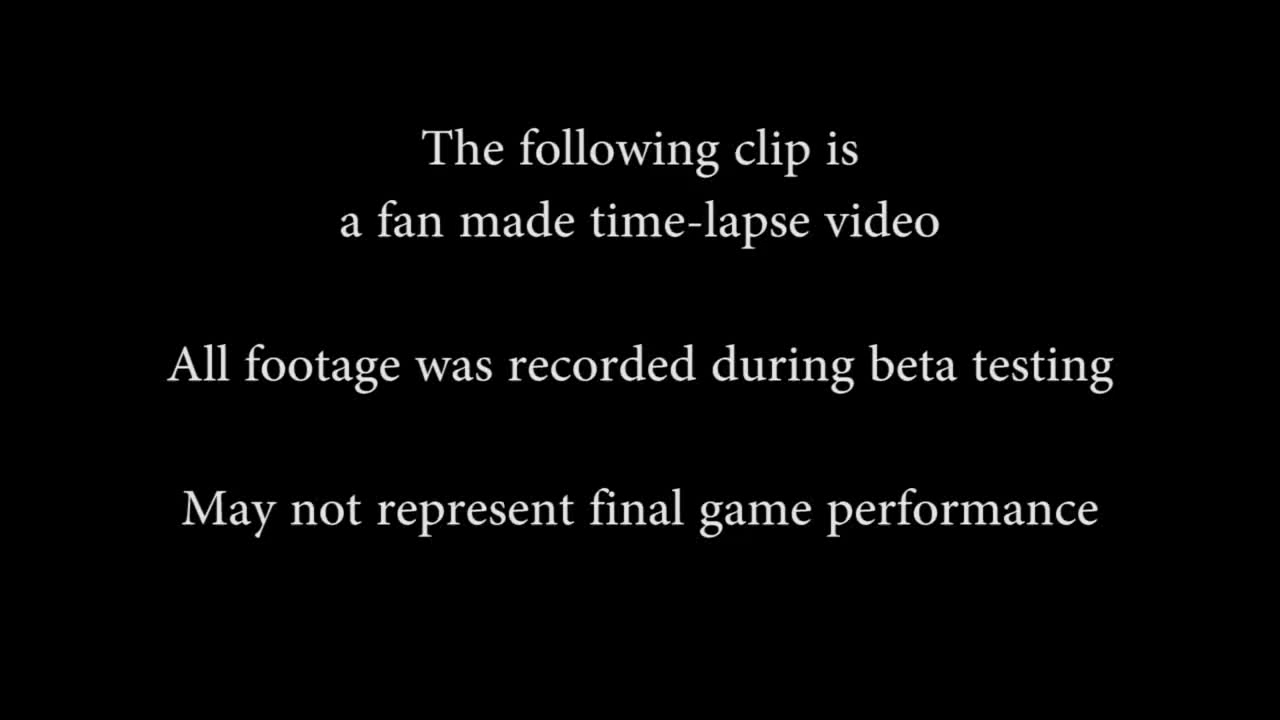 The following clip is
a fan made time-lapse video
All footage was recorded during beta testing
May not represent final game performance